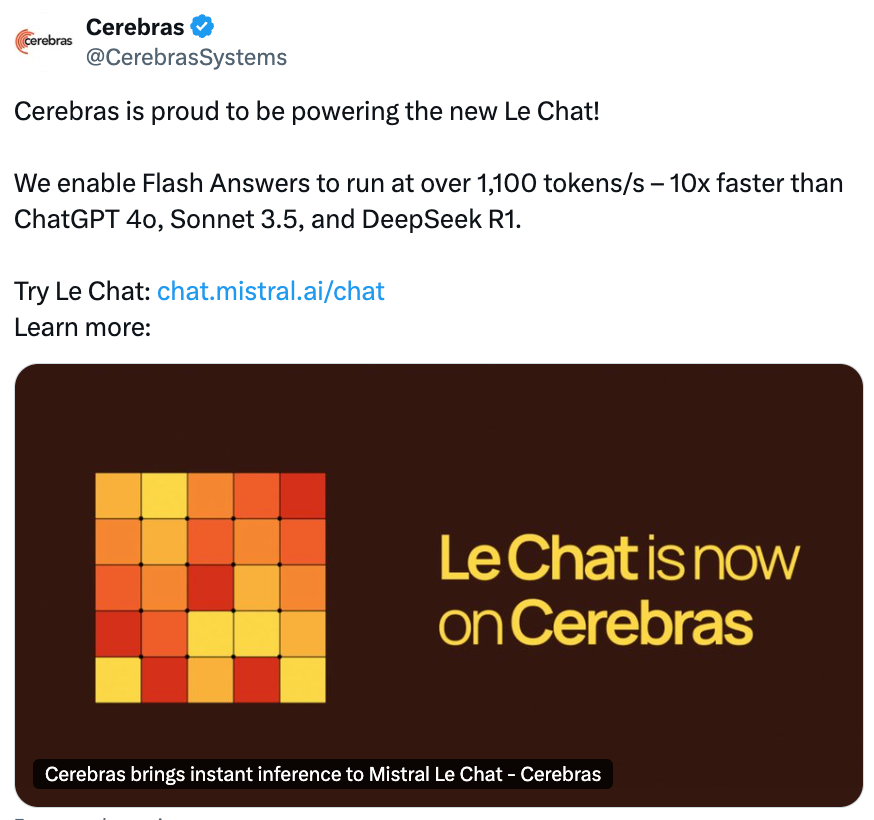 cerebras
Cerebras
@CerebrasSystems
Cerebras is proud to be powering the new Le Chat!
We enable Flash Answers to run at over 1,100 tokens/s – 10x faster than
ChatGPT 4o, Sonnet 3.5, and DeepSeek R1.
Try Le Chat: chat.mistral.ai/chat
Learn more:
Le Chat is now
on Cerebras
Cerebras brings instant inference to Mistral Le Chat - Cerebras